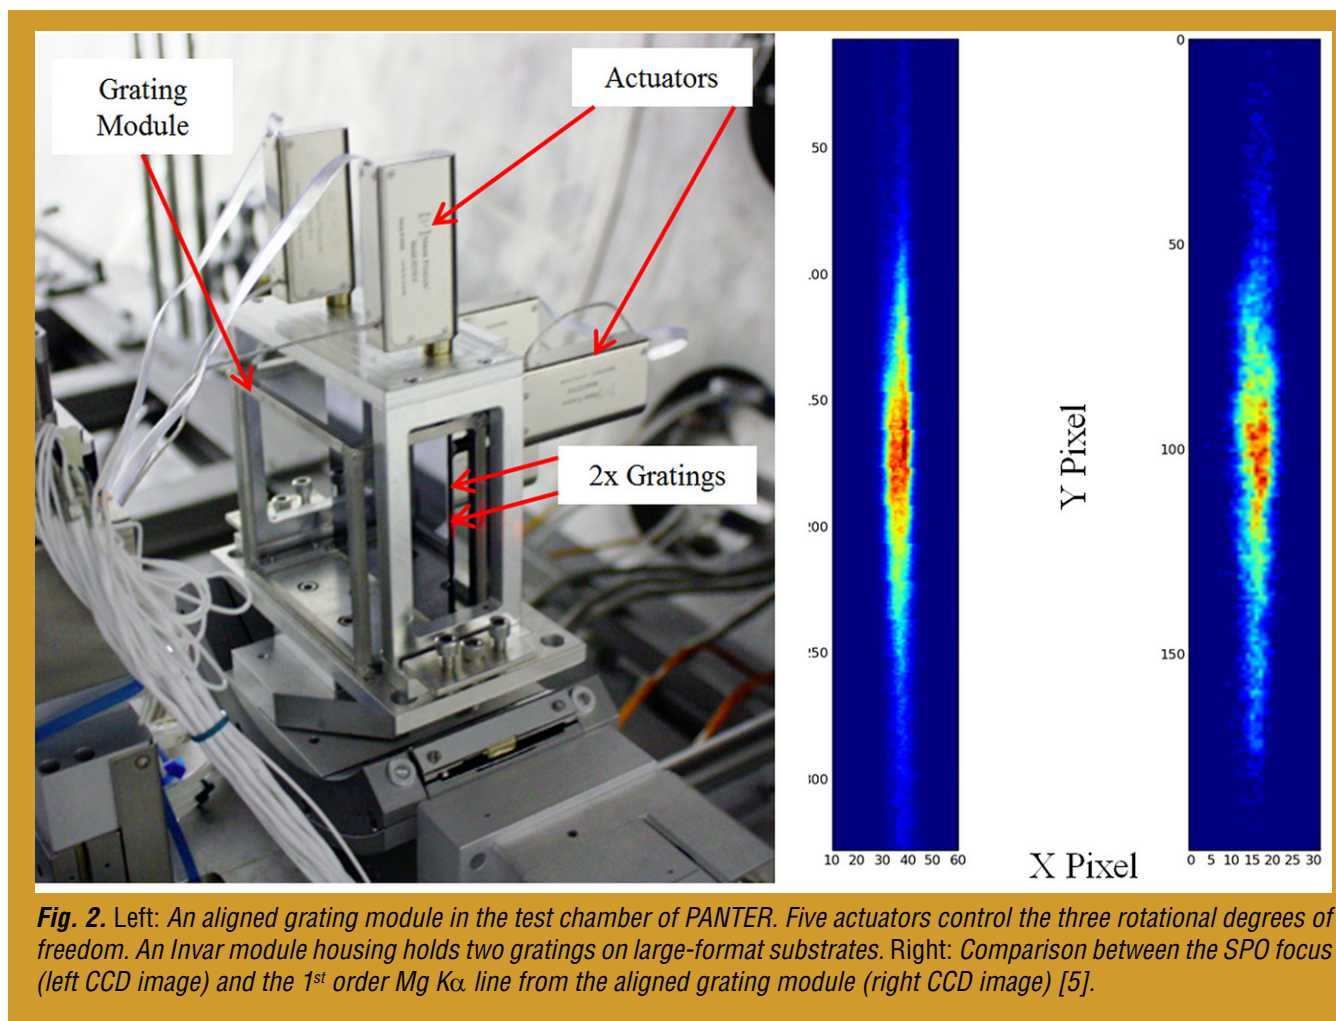 Grating
Module
Actuators
2x Gratings
50
00
50
200
250
300
10 20 30 40 50 60
Y Pixel
X Pixel
0
50
100
150
0 5 10 15 20 25 30
Fig. 2. Left: An aligned grating module in the test chamber of PANTER. Five actuators control the three rotational degrees of
freedom. An Invar module housing holds two gratings on large-format substrates. Right: Comparison between the SPO focus
(left CCD image) and the 1st order Mg Kα line from the aligned grating module (right CCD image) [5].